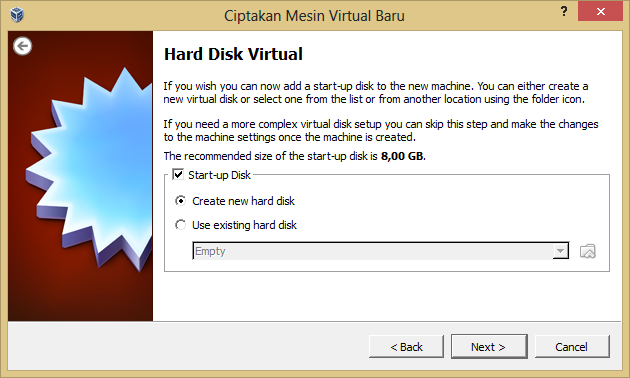 Ciptakan Mesin Virtual Baru
?
Hard Disk Virtual
If you wish you can now add a start-up disk to the new machine. You can either create a
new virtual disk or select one from the list or from another location using the folder icon.
If you need a more complex virtual disk setup you can skip this step and make the changes
to the machine settings once the machine is created.
The recommended size of the start-up disk is 8,00 GB.
Start-up Disk
Create new hard disk
Use existing hard disk
Empty
< Back
Next >
Cancel